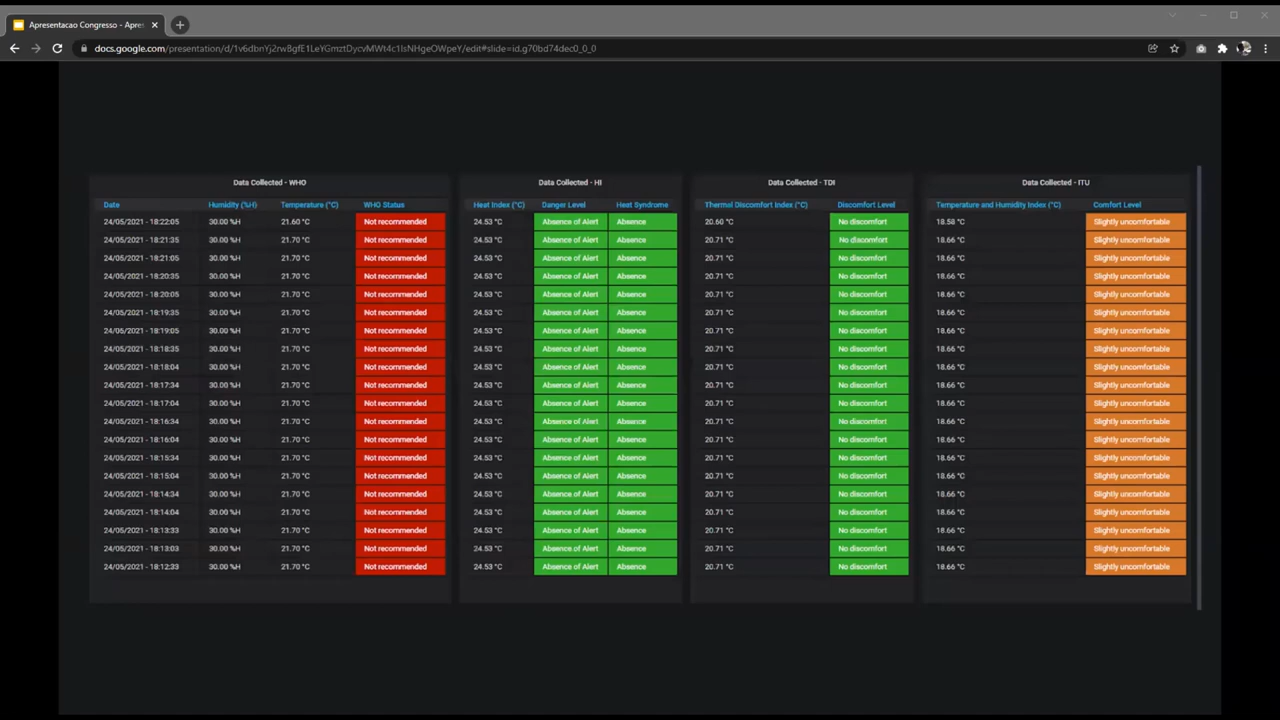 Apresentacao Congresso - Apre
docs.google.com/presentation/d/1v6dbnYj2rwBgfE1LeYGmztDycvMWt4c1IsNHgeOWpeY/edit#slide=id.g70bd74dec0_0_0
Data Collected - WHO Data Collected - HI Data Collected - TDI Data Collected - ITU
Date Humidity (%H) Temperature (°C) WHO Status Heat Index (°C) Danger Level Heat Syndrome Thermol Discomfort Index (°C) Discomfort Level Temperature and Humidity Index (°C) Comfort Level
24/05/2021 - 18:22:05 30.00 %H 21.60 °C Not recommended 24.53 °C Absence of Alert Absence 20.60 °C No discomfort 18.58 °C Slightly uncomfortable
24/05/2021 - 18:21:35 30.00 %H 21.70 °C Not recommended 24.53 °C Absence of Alert Absence 20.71 °C No discomfort 18.66 °C Slightly uncomfortable
24/05/2021 - 18:21:05 30.00 %H 21.70 °C Not recommended 24.53 °C Absence of Alert Absence 20.71 °C No discomfort 18.66 °C Slightly uncomfortable
24/05/2021 - 18:20:35 30.00 %H 21.70 °C Not recommended 24.53 °C Absence of Alert Absence 20.71 °C No discomfort 18.66 °C Slightly uncomfortable
24/05/2021 - 18:20:05 30.00 %H 21.70 °C Not recommended 24.53 °C Absence of Alert Absence 20.71 °C No discomfort 18.66 °C Slightly uncomfortable
24/05/2021 - 18:19:35 30.00 %H 21.70 °C Not recommended 24.53 °C Absence of Alert Absence 20.71 °C No discomfort 18.66 °C Slightly uncomfortable
24/05/2021 - 18:19:05 30.00 %H 21.70 °C Not recommended 24.53 °C Absence of Alert Absence 20.71 °C No discomfort 18.66 °C Slightly uncomfortable
24/05/2021 - 18:18:35 30.00 %H 21.70 °C Not recommended 24.53 °C Absence of Alert Absence 20.71 °C No discomfort 18.66 °C Slightly uncomfortable
24/05/2021 - 18:18:04 30.00 %H 21.70 °C Not recommended 24.53 °C Absence of Alert Absence 20.71 °C No discomfort 18.66 °C Slightly uncomfortable
24/05/2021 - 18:17:34 30.00 %H 21.70 °C Not recommended 24.53 °C Absence of Alert Absence 20.71 °C No discomfort 18.66 °C Slightly uncomfortable
24/05/2021 - 18:17:04 30.00 %H 21.70 °C Not recommended 24.53 °C Absence of Alert Absence 20.71 °C No discomfort 18.66 °C Slightly uncomfortable
24/05/2021 - 18:16:34 30.00 %H 21.70 °C Not recommended 24.53 °C Absence of Alert Absence 20.71 °C No discomfort 18.66 °C Slightly uncomfortable
24/05/2021 - 18:16:04 30.00 %H 21.70 °C Not recommended 24.53 °C Absence of Alert Absence 20.71 °C No discomfort 18.66 °C Slightly uncomfortable
24/05/2021 - 18:15:34 30.00 %H 21.70 °C Not recommended 24.53 °C Absence of Alert Absence 20.71 °C No discomfort 18.66 °C Slightly uncomfortable
24/05/2021 - 18:15:04 30.00 %H 21.70 °C Not recommended 24.53 °C Absence of Alert Absence 20.71 °C No discomfort 18.66 °C Slightly uncomfortable
24/05/2021 - 18:14:34 30.00 %H 21.70 °C Not recommended 24.53 °C Absence of Alert Absence 20.71 °C No discomfort 18.66 °C Slightly uncomfortable
24/05/2021 - 18:14:04 30.00 %H 21.70 °C Not recommended 24.53 °C Absence of Alert Absence 20.71 °C No discomfort 18.66 °C Slightly uncomfortable
24/05/2021 - 18:13:33 30.00 %H 21.70 °C Not recommended 24.53 °C Absence of Alert Absence 20.71 °C No discomfort 18.66 °C Slightly uncomfortable
24/05/2021 - 18:13:03 30.00 %H 21.70 °C Not recommended 24.53 °C Absence of Alert Absence 20.71 °C No discomfort 18.66 °C Slightly uncomfortable
24/05/2021 - 18:12:33 30.00 %H 21.70 °C Not recommended 24.53 °C Absence of Alert Absence 20.71 °C No discomfort 18.66 °C Slightly uncomfortable